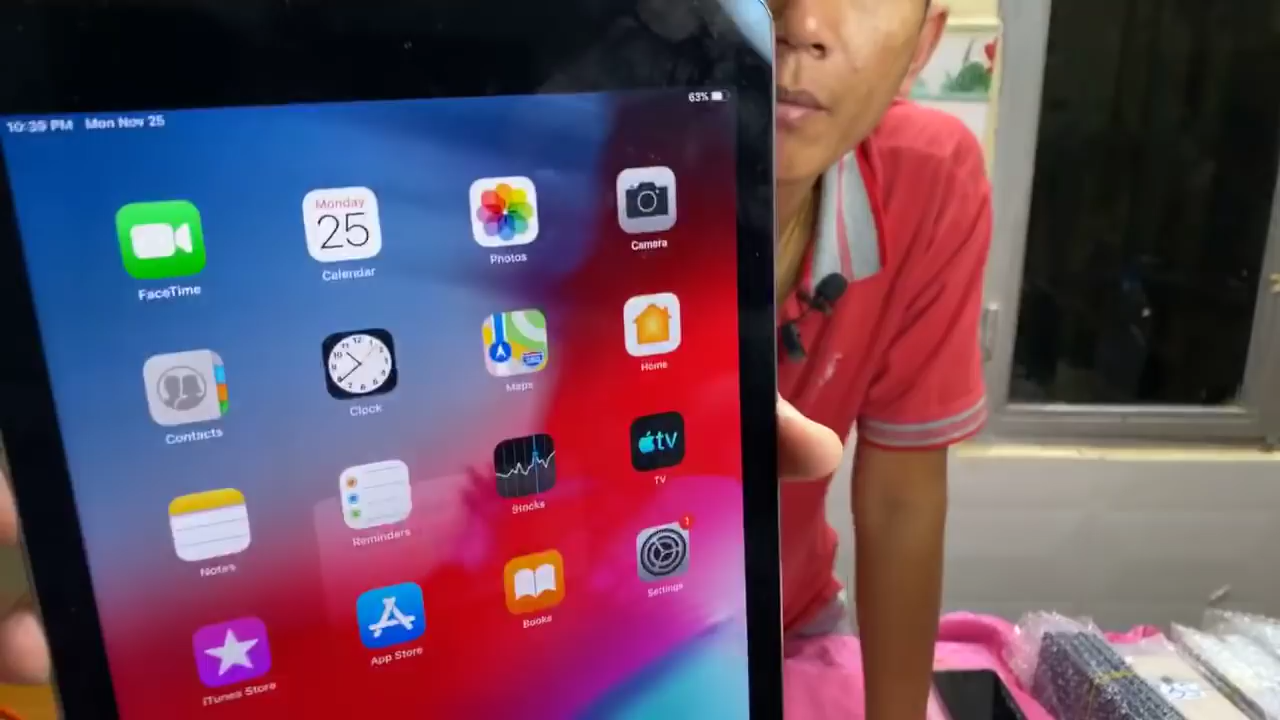 10:39 PM Mon Nov 25
63%
Monday
25
FaceTime
Calendar
Photos
Camera
Contacts
Clock
Maps
Home
tv
Notes
Reminders
Stocks
TV
1
iTunes Store
App Store
Books
Settings